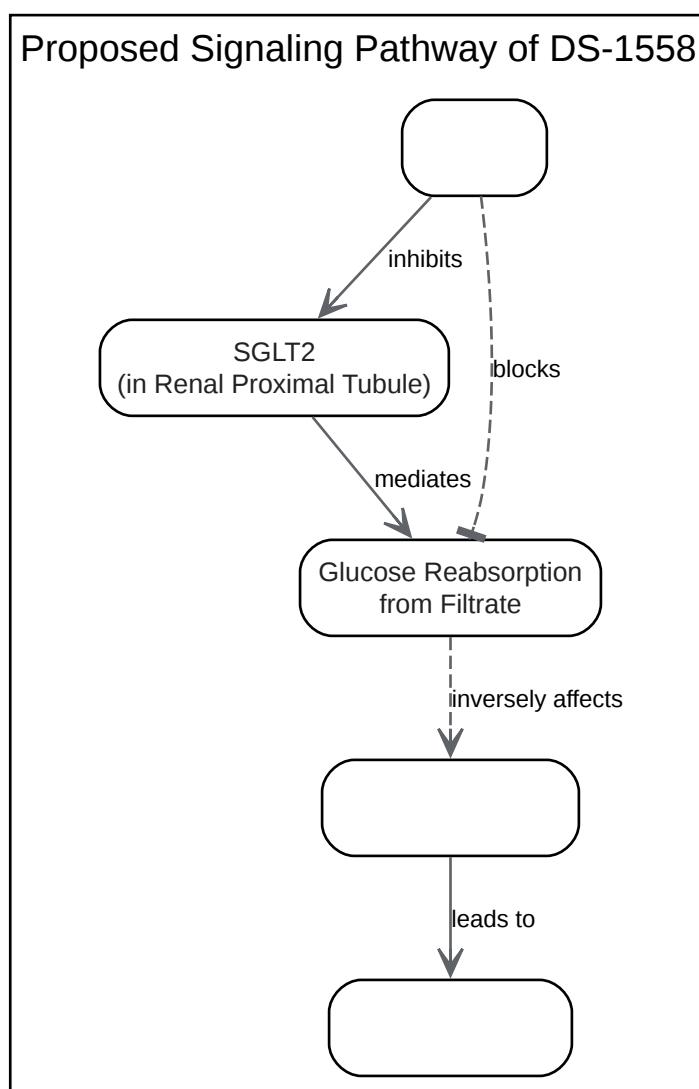 Proposed Signaling Pathway of DS-1558
inhibits
SGLT2
(in Renal Proximal Tubule)
blocks
mediates
Glucose Reabsorption
from Filtrate
inversely affects
leads to